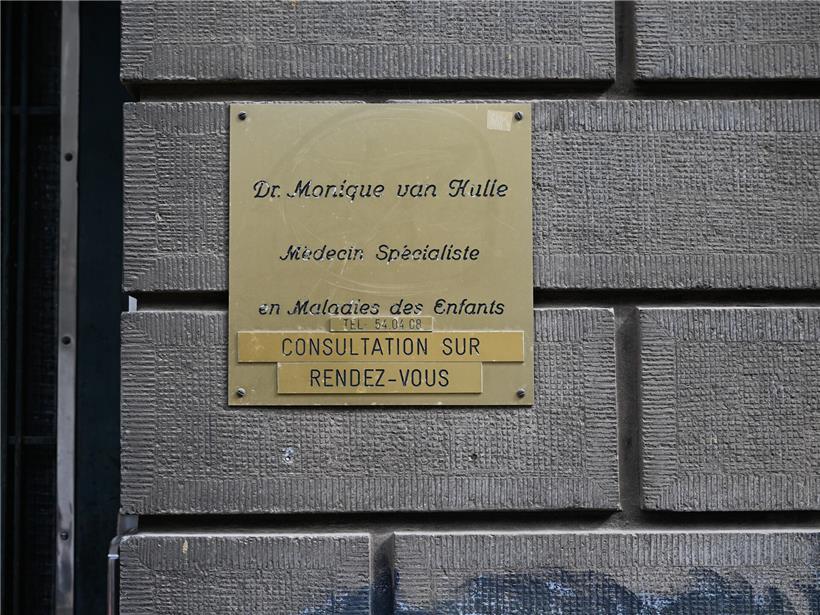 Dr. Monique van Hulle
Médecin Spécialiste
en Maladies des Enfants
TEL. 54.04.08
CONSULTATION SUR
RENDEZ-VOUS